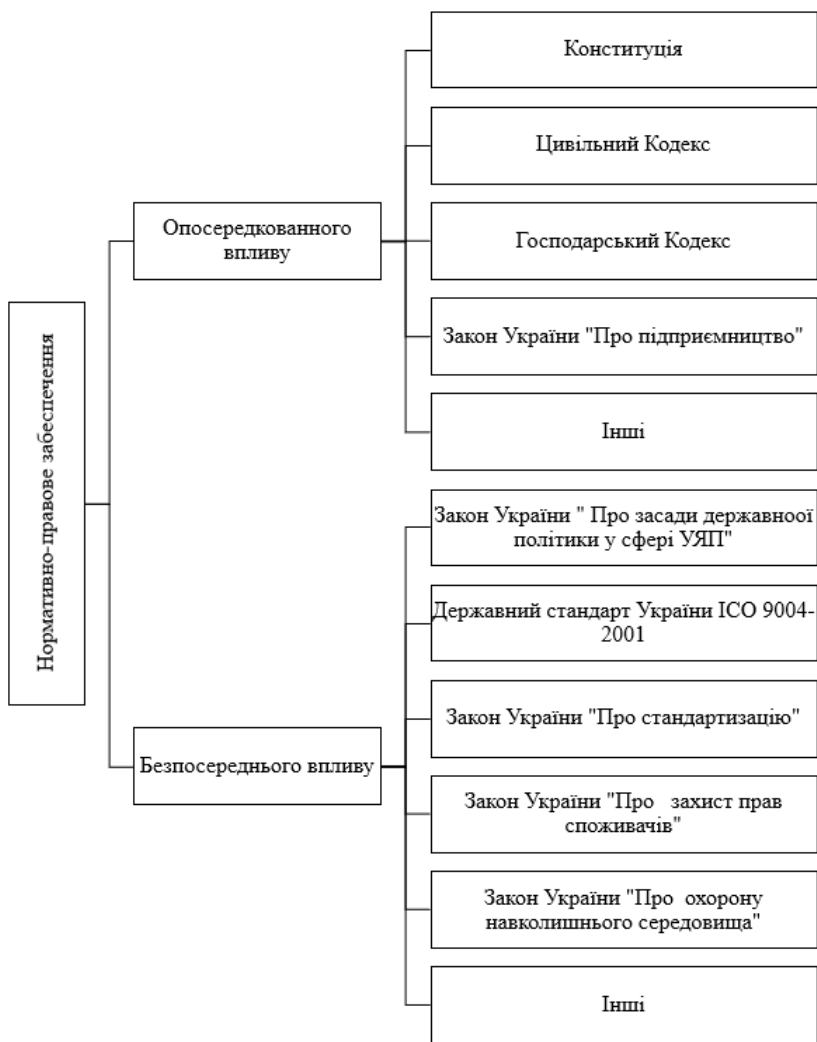 Нормативно-правове забеспечення
Опосередкованного
впливу
Конституція
Цивільний Кодекс
Господарський Кодекс
Закон України "Про підприємництво"
Інші
Безпосереднього впливу
Закон України " Про засади державноої
політики у сфері УЯП"
Державний стандарт України ІСО 9004-
2001
Закон України "Про стандартизацію"
Закон України "Про захист прав
споживачів"
Закон України "Про охорону
навколишнього середовища"
Інші